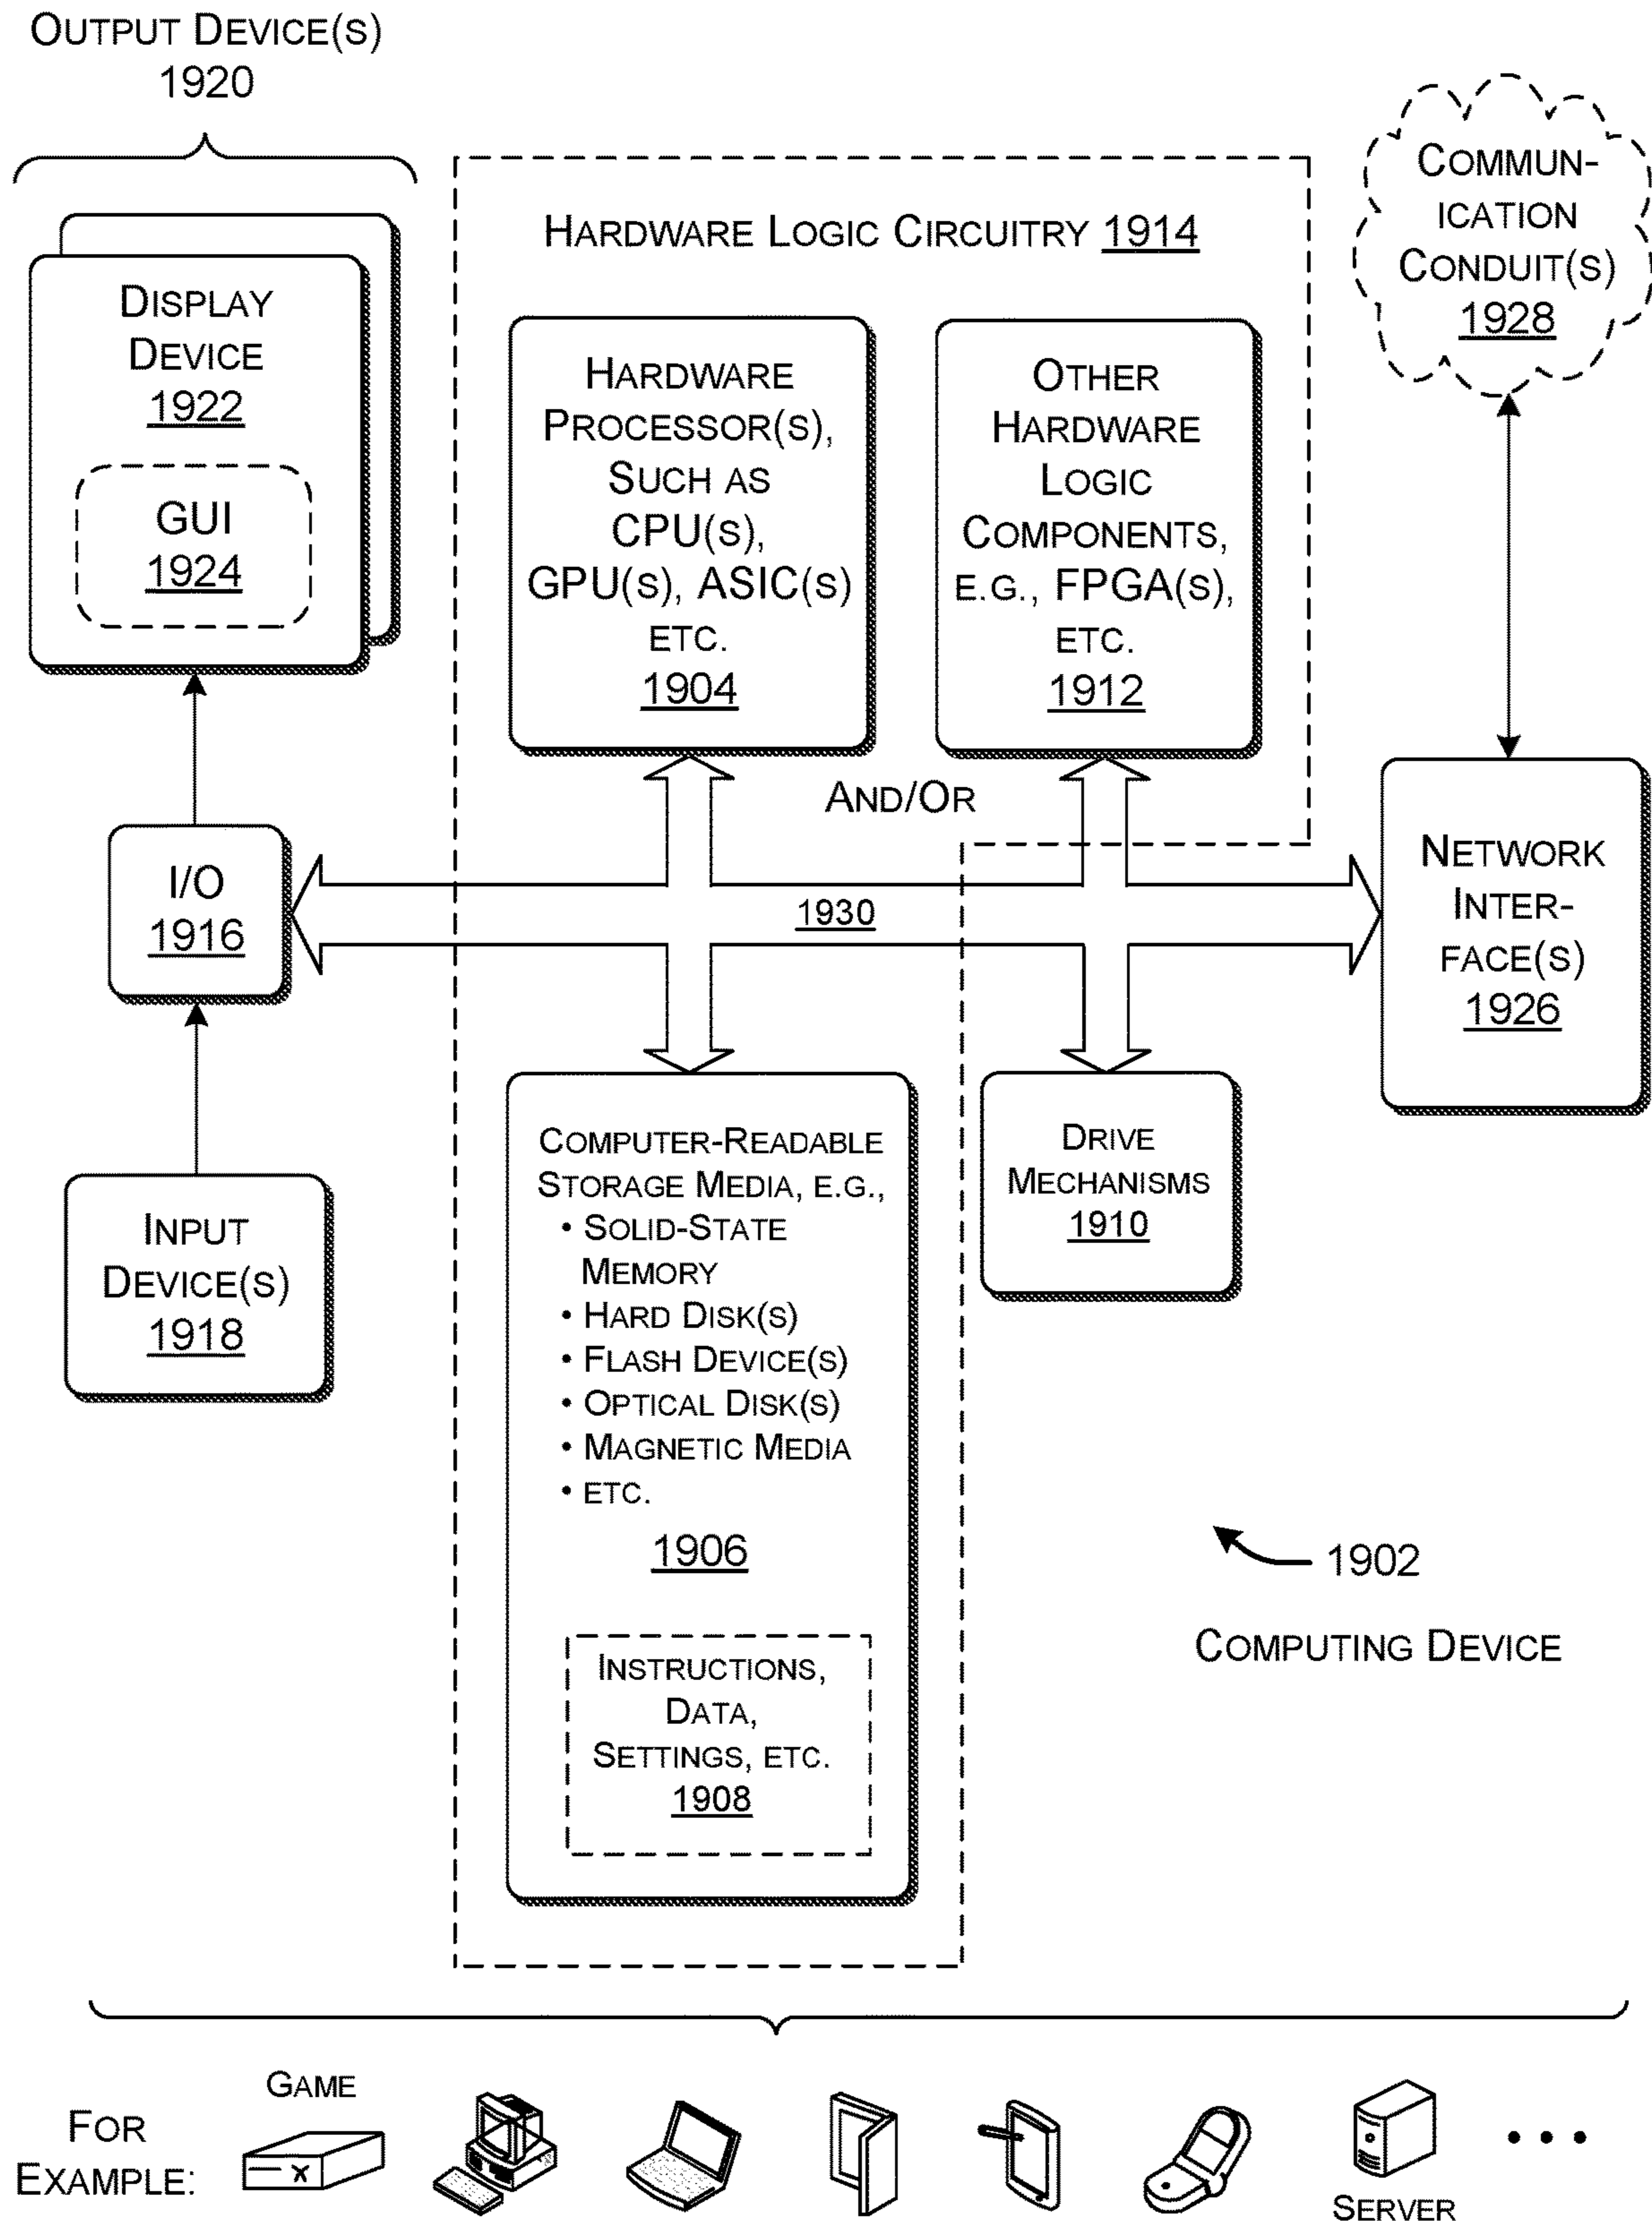 OUTPUT DEVICE(S)
1920
DISPLAY
DEVICE
1922
GUI
1924
I/O
1916
INPUT
DEVICE(S)
1918
HARDWARE LOGIC CIRCUITRY 1914
HARDWARE
PROCESSOR(S),
SUCH AS
CPU(S),
GPU(S), ASIC(S)
ETC.
1904
OTHER
HARDWARE
LOGIC
COMPONENTS,
E.G., FPGA(S),
ETC.
1912
AND/OR
1930
COMPUTER-READABLE
STORAGE MEDIA, E.G.,
• SOLID-STATE
MEMORY
• HARD DISK(S)
• FLASH DEVICE(S)
• OPTICAL DISK(S)
• MAGNETIC MEDIA
• ETC.
1906
INSTRUCTIONS,
DATA,
SETTINGS, ETC.
1908
DRIVE
MECHANISMS
1910
COMMUN-
ICATION
CONDUIT(S)
1928
NETWORK
INTER-
FACE(S)
1926
1902
COMPUTING DEVICE
FOR
EXAMPLE:
GAME
SERVER
• • •